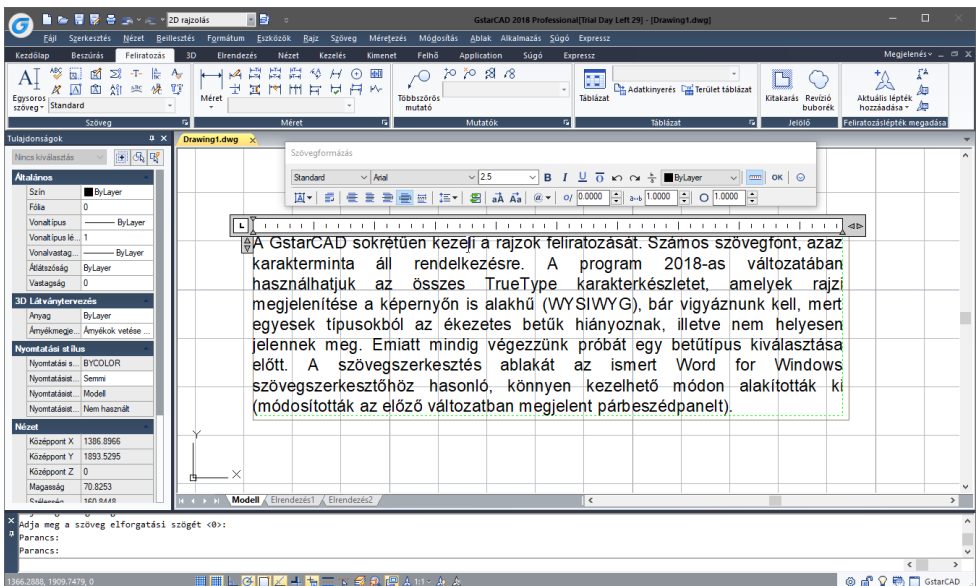 2D rajzolás
GstarCAD 2018 Professional[Trial Day Left 29] - [Drawing1.dwg]
Fájl Szerkesztés Nézet Beillesztés Formátum Eszközök Rajz Szöveg Méretezés Módosítás Ablak Alkalmazás Súgó Expressz
Kezdőlap Beszúrás Feliratozás 3D Elrendezés Nézet Kezelés Kimenet Felhő Application Súgó Expressz Megjelenés
Egysoros szöveg
Standard
Méret
Többszörös mutató
Táblázat
Adatkinyerés Terület táblázat
Kitakarás Revízió buborék
Aktuális lépték hozzáadása
Szöveg Méret Mutatók Táblázat Jelölő Feliratozáslépték megadása
Tulajdonságok
Drawing1.dwg
Nincs kiválasztás
Általános
Szín ByLayer
Fólia 0
Vonaltípus ByLayer
Vonaltípus lé... 1
Vonalvastag... ByLayer
Átlátszóság ByLayer
Vastagság 0
3D Látványtervezés
Anyag ByLayer
Árnyékmegje... Árnyékok vetése ...
Nyomtatási stílus
Nyomtatási s... BYCOLOR
Nyomtatásist... Semmi
Nyomtatásist... Modell
Nyomtatásist... Nem használt
Nézet
Középpont X 1386.8966
Középpont Y 1893.5295
Középpont Z 0
Magasság 70.8253
Szélesség 160.8448
Szövegformázás
Standard Arial 2.5 B I U O ByLayer OK
0.0000 a↔b 1.0000 O 1.0000
A GstarCAD sokrétűen kezeli a rajzok feliratozását. Számos szövegfont, azaz
karakterminta áll rendelkezésre. A program 2018-as változatában
használhatjuk az összes TrueType karakterkészletet, amelyek rajzi
megjelenítése a képernyőn is alakhű (WYSIWYG), bár vigyáznunk kell, mert
egyesek típusokból az ékezetes betűk hiányoznak, illetve nem helyesen
jelennek meg. Emiatt mindig végezzünk próbát egy betűtípus kiválasztása
előtt. A szövegszerkesztés ablakát az ismert Word for Windows
szövegszerkesztőhöz hasonló, könnyen kezelhető módon alakították ki
(módosították az előző változatban megjelent párbeszédpanelt).
Y
X
Modell Elrendezés1 Elrendezés2
Adja meg a szöveg elforgatási szögét <0>:
Parancs:
Parancs:
1366.2888, 1909.7479, 0
1:1
GstarCAD